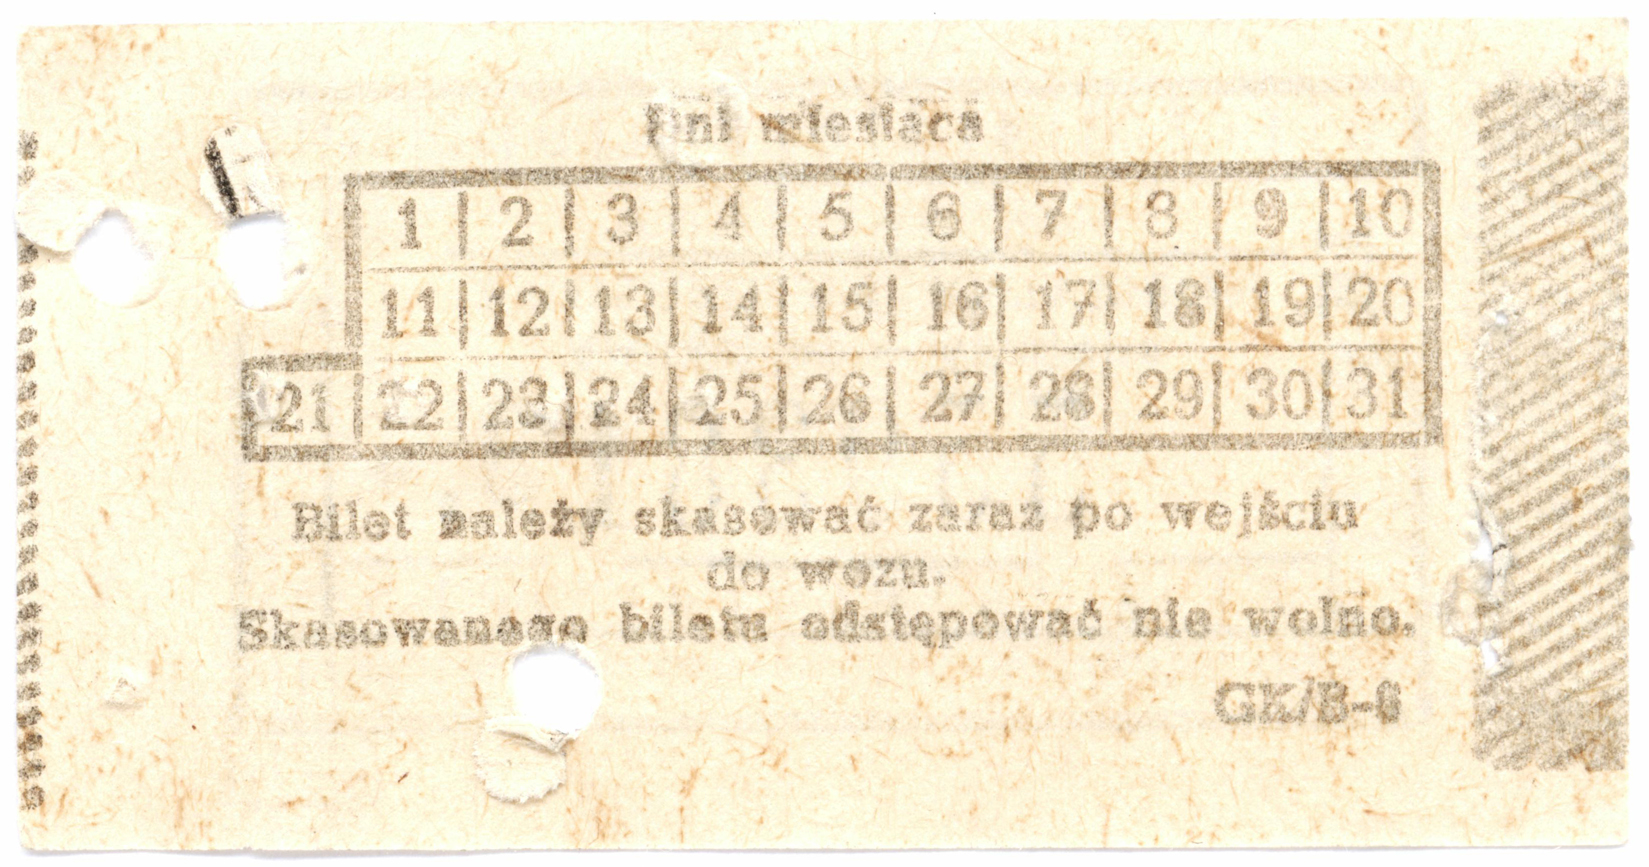 Dni miesiąca
1 2 3 4 5 6 7 8 9 10
11 12 13 14 15 16 17 18 19 20
21 22 23 24 25 26 27 28 29 30 31
Bilet należy skasować zaraz po wejściu
do wozu.
Skasowanego biletu odstępować nie wolno.
GK/B-6